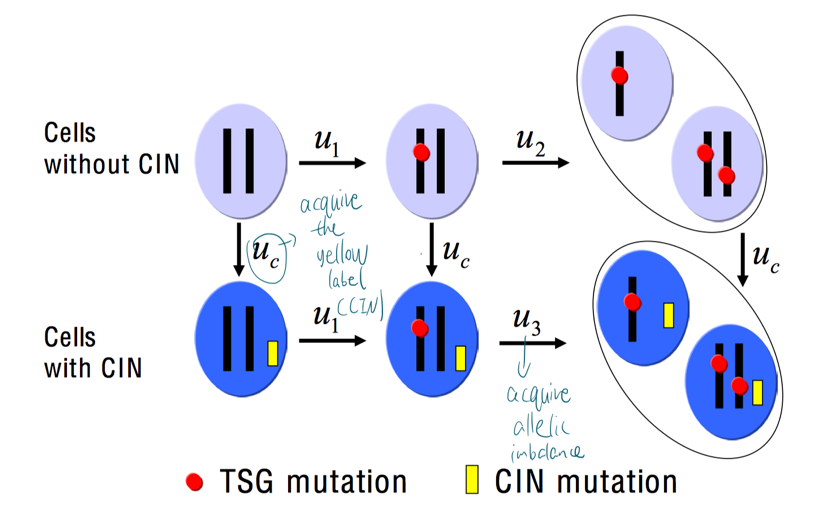 Cells
without CIN
u1
u2
acquire
the
yellow
label
(CIN)
uc
uc
uc
Cells
with CIN
u1
u3
acquire
allelic
imbalance
TSG mutation
CIN mutation